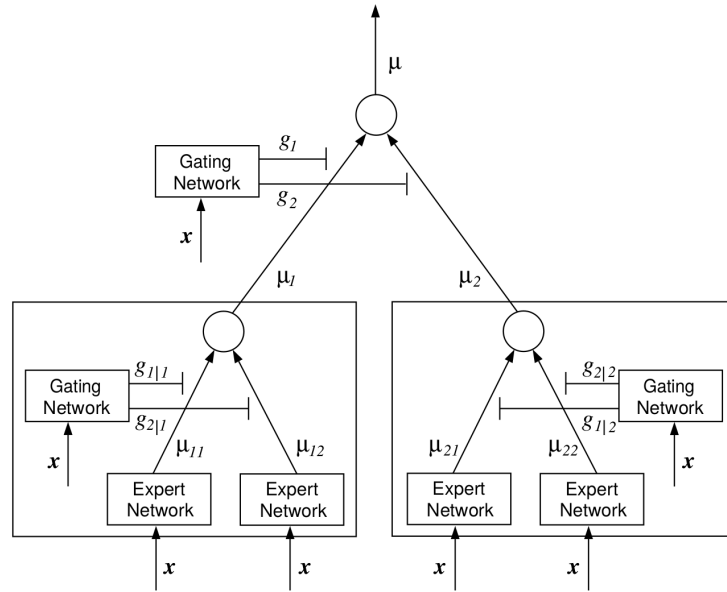 μ
Gating
Network
g1
g2
x
μ1
μ2
Gating
Network
g1|1
g2|1
x
μ11
μ12
Expert
Network
Expert
Network
x
x
g2|2
g1|2
Gating
Network
x
μ21
μ22
Expert
Network
Expert
Network
x
x